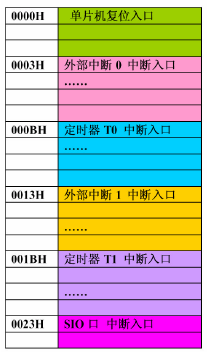 0000H 单片机复位入口
0003H 外部中断 0 中断入口
……
000BH 定时器 T0 中断入口
……
0013H 外部中断 1 中断入口
……
001BH 定时器 T1 中断入口
……
0023H SIO 口 中断入口